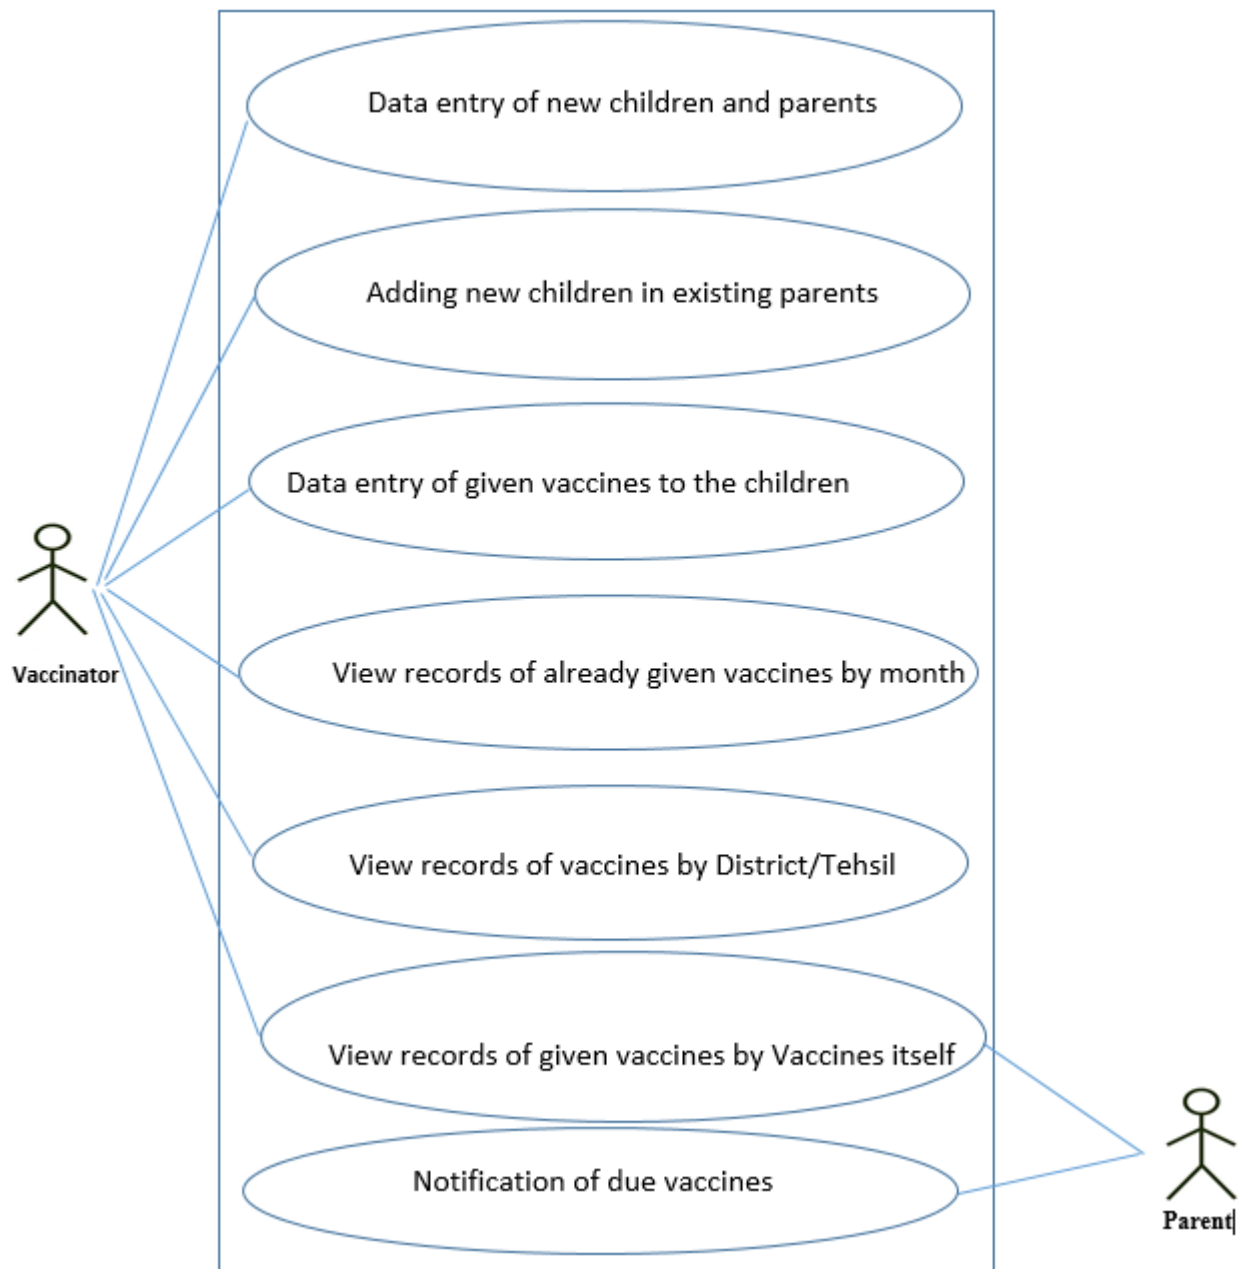 Data entry of new children and parents
Adding new children in existing parents
Data entry of given vaccines to the children
Vaccinator
View records of already given vaccines by month
View records of vaccines by District/Tehsil
View records of given vaccines by Vaccines itself
Notification of due vaccines
Parent